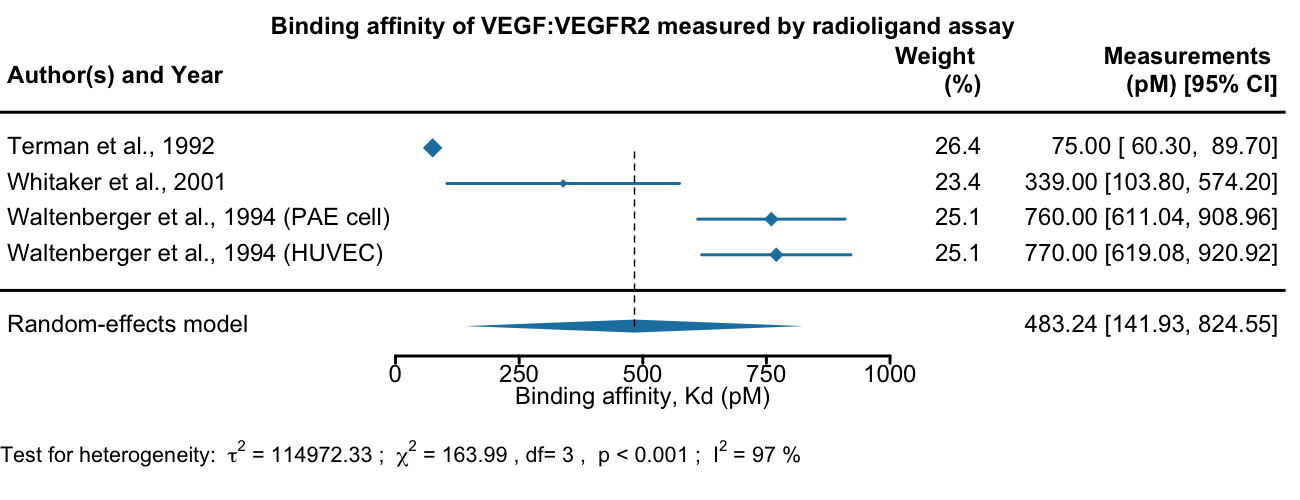 Binding affinity of VEGF:VEGFR2 measured by radioligand assay
Author(s) and Year Weight (%) Measurements (pM) [95% CI]
Terman et al., 1992 26.4 75.00 [ 60.30, 89.70]
Whitaker et al., 2001 23.4 339.00 [103.80, 574.20]
Waltenberger et al., 1994 (PAE cell) 25.1 760.00 [611.04, 908.96]
Waltenberger et al., 1994 (HUVEC) 25.1 770.00 [619.08, 920.92]
Random-effects model 483.24 [141.93, 824.55]
0 250 500 750 1000
Binding affinity, Kd (pM)
Test for heterogeneity: τ² = 114972.33 ; χ² = 163.99 , df= 3 , p < 0.001 ; I² = 97 %